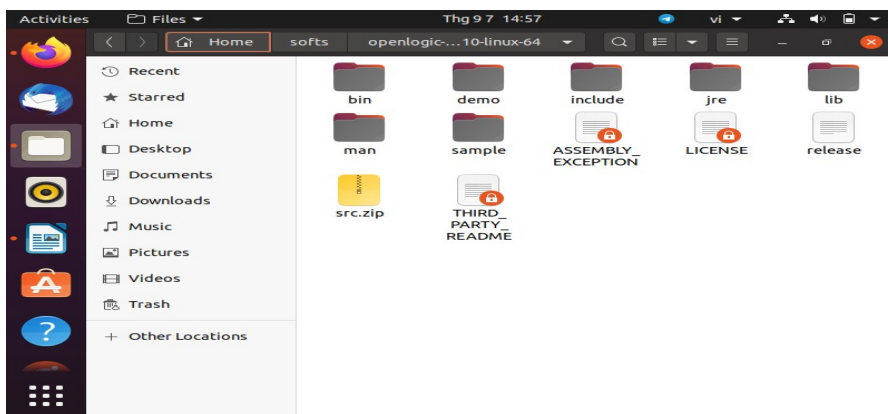 Activities Files Thg 9 7 14:57 vi
Home softs openlogic-...10-linux-64
Recent
Starred
Home
Desktop
Documents
Downloads
Music
Pictures
Videos
Trash
Other Locations
bin demo include jre lib
man sample ASSEMBLY_
EXCEPTION LICENSE release
src.zip THIRD_
PARTY_
README